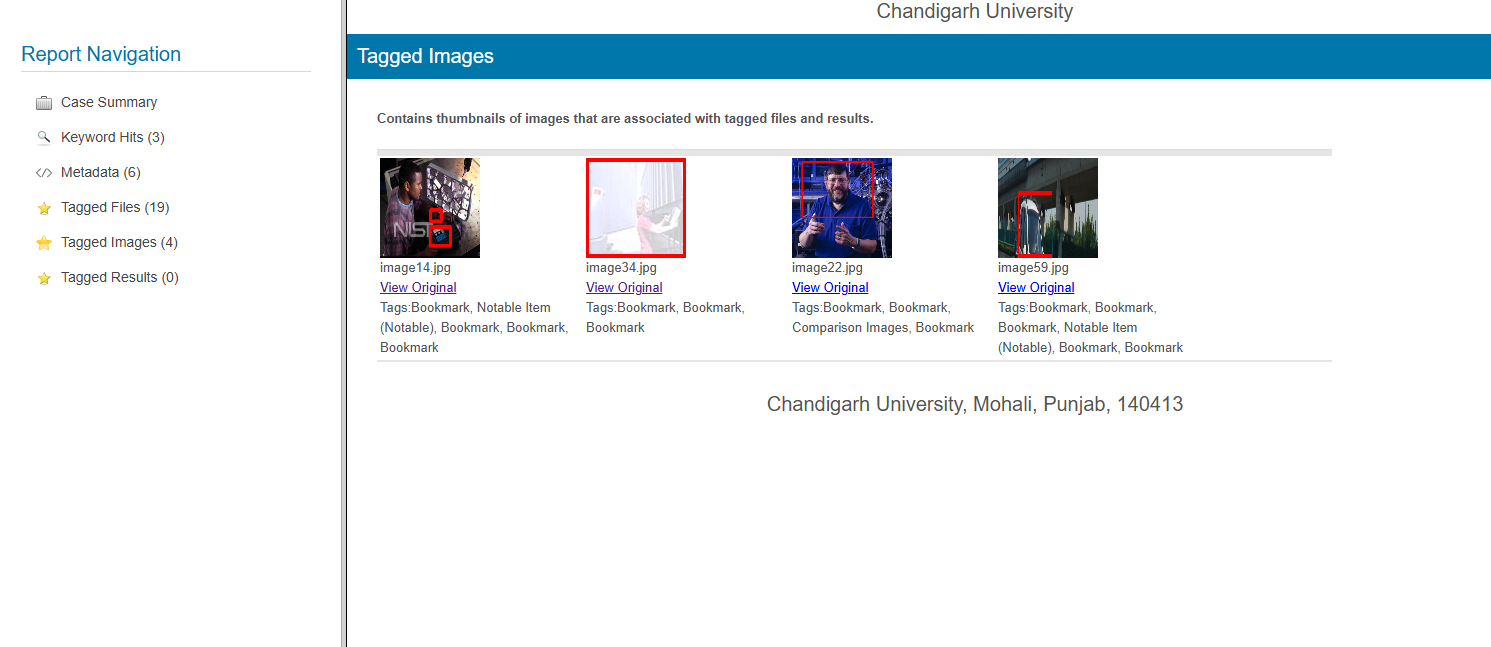 Chandigarh University
Report Navigation
Case Summary
Keyword Hits (3)
Metadata (6)
Tagged Files (19)
Tagged Images (4)
Tagged Results (0)
Tagged Images
Contains thumbnails of images that are associated with tagged files and results.
NIST
image14.jpg
View Original
Tags:Bookmark, Notable Item
(Notable), Bookmark, Bookmark,
Bookmark
image34.jpg
View Original
Tags:Bookmark, Bookmark,
Bookmark
image22.jpg
View Original
Tags:Bookmark, Bookmark,
Comparison Images, Bookmark
image59.jpg
View Original
Tags:Bookmark, Bookmark,
Bookmark, Notable Item
(Notable), Bookmark, Bookmark
Chandigarh University, Mohali, Punjab, 140413